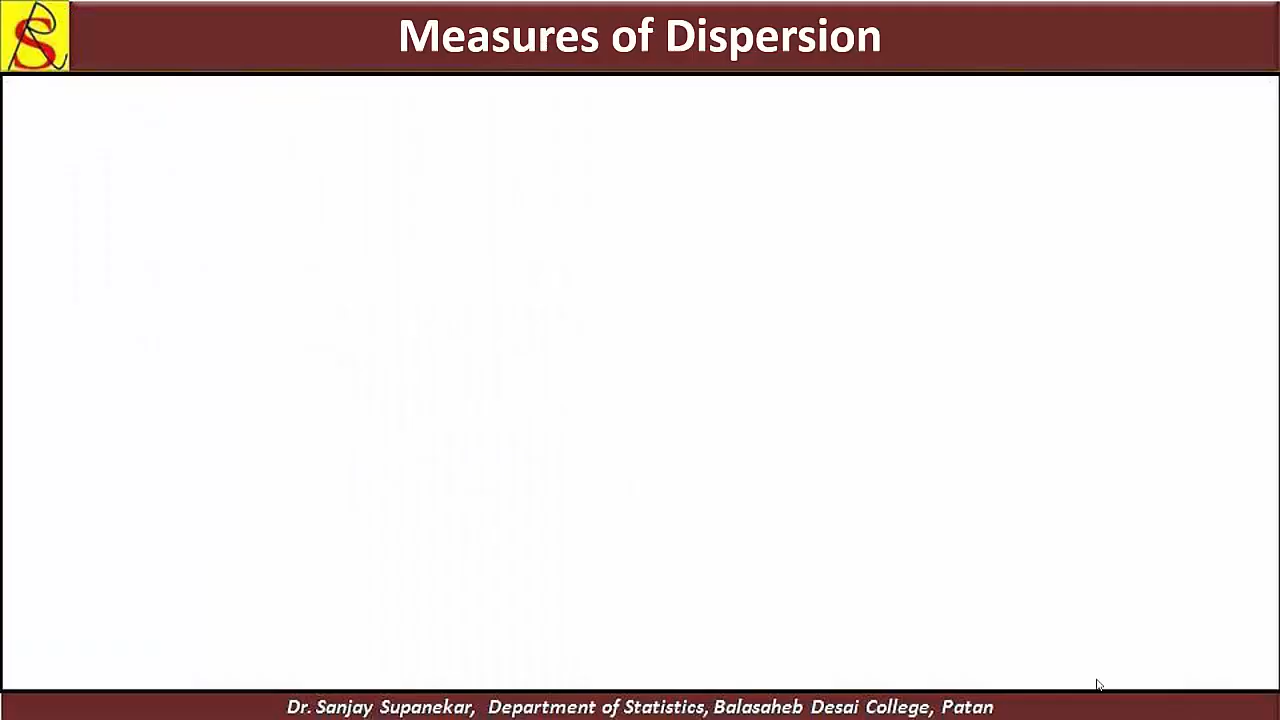 Measures of Dispersion
Dr. Sanjay Supanekar, Department of Statistics, Balasaheb Desai College, Patan